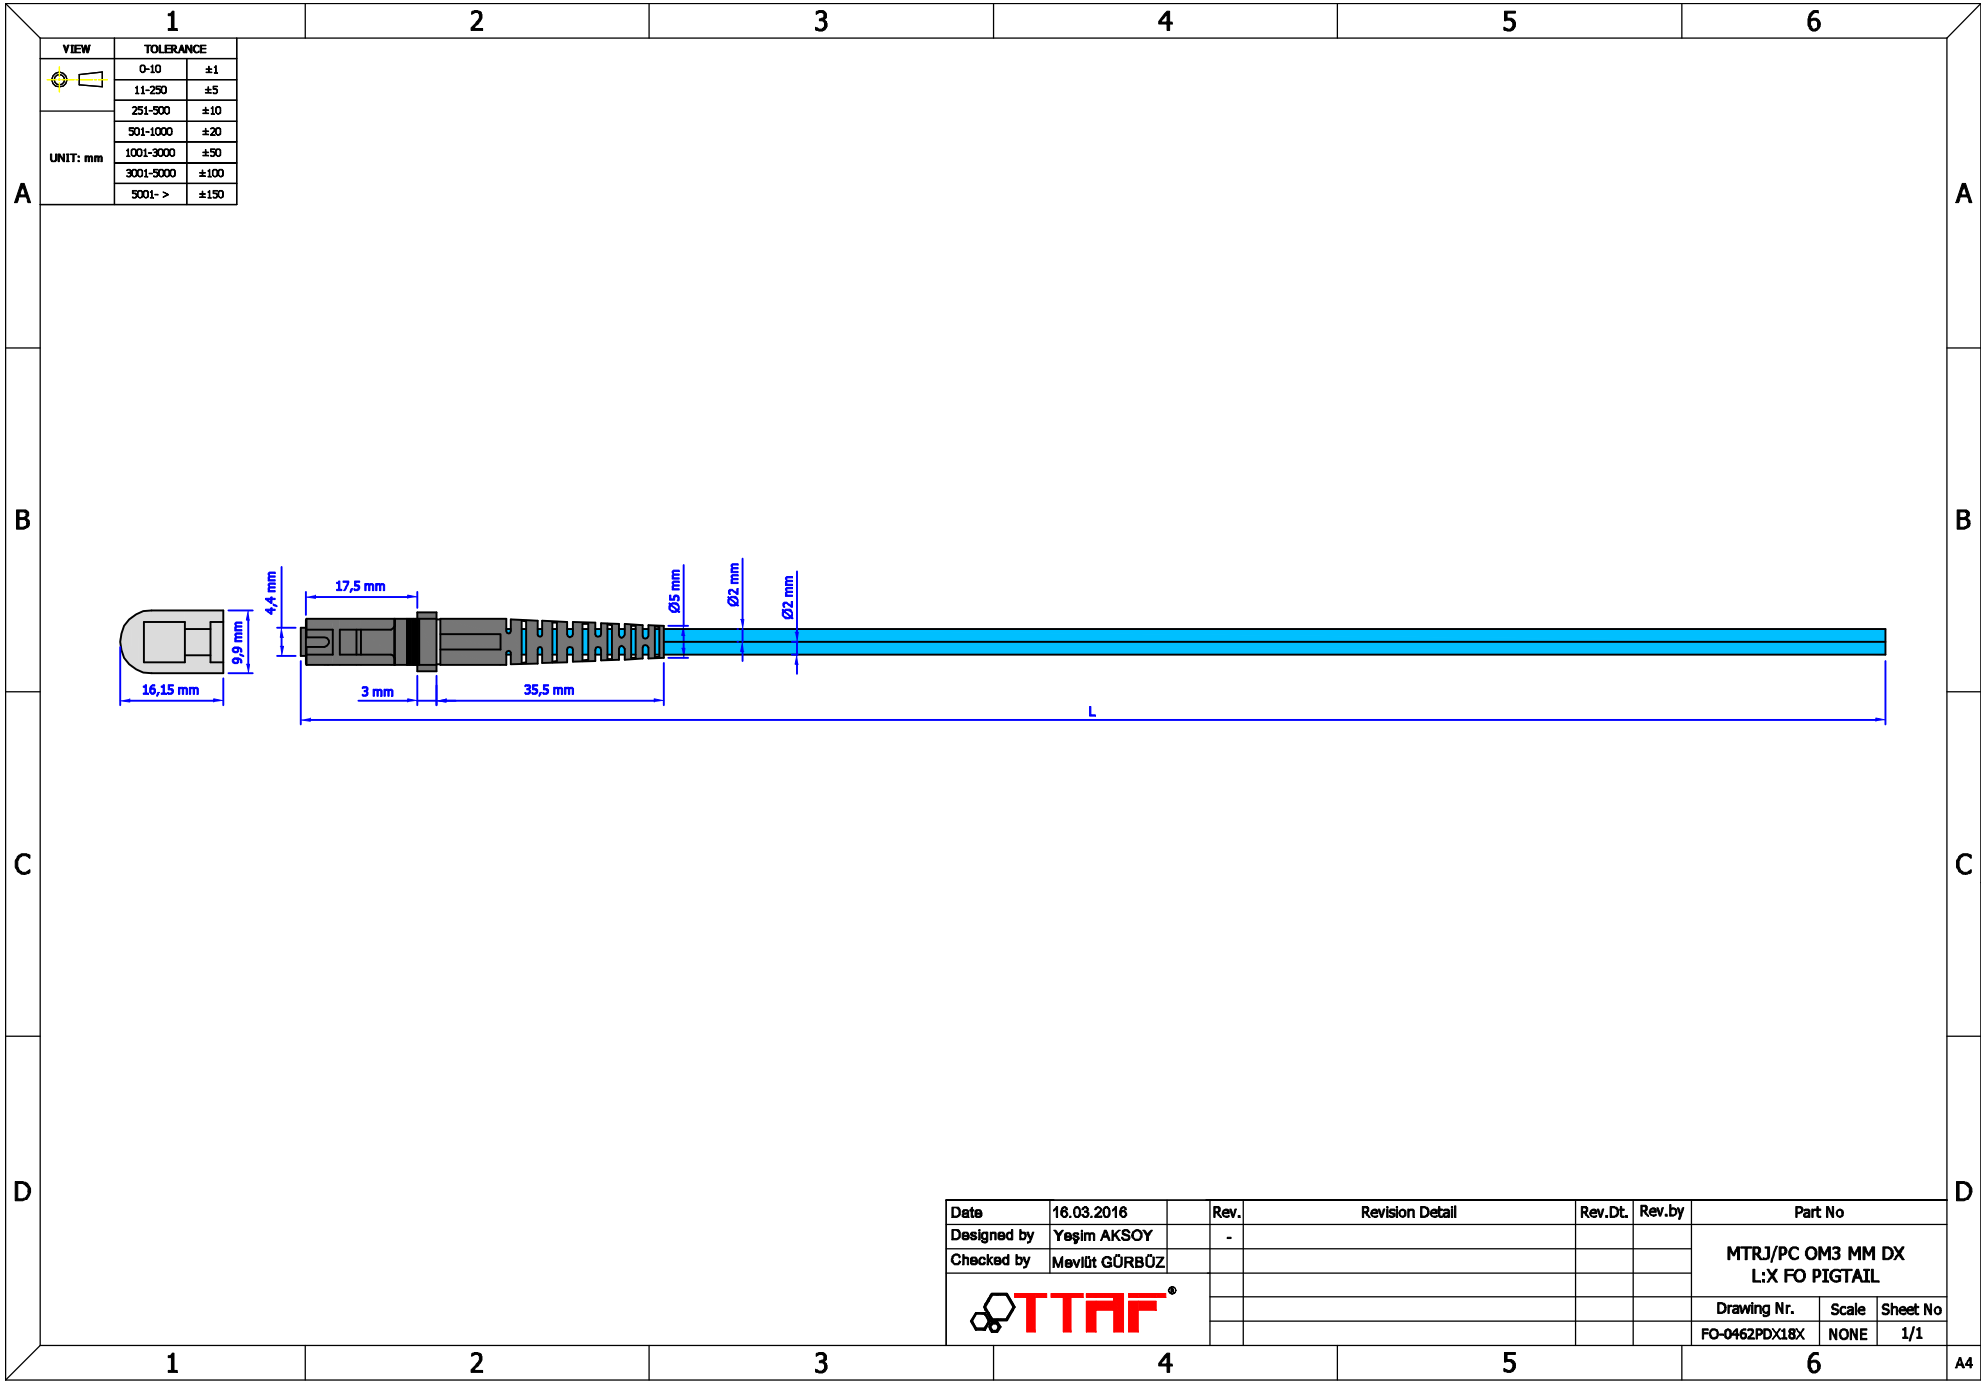 1 2 3 4 5 6
VIEW TOLERANCE
0-10 ±1
11-250 ±5
251-500 ±10
501-1000 ±20
UNIT: mm 1001-3000 ±50
3001-5000 ±100
5001- > ±150
A A
B B
4,4 mm 17,5 mm Ø5 mm Ø2 mm Ø2 mm
9,9 mm
16,15 mm 3 mm 35,5 mm
L
C C
D D
Date 16.03.2016 Rev. Revision Detail Rev.Dt. Rev.by Part No
Designed by Yeşim AKSOY -
Checked by Mevlüt GÜRBÜZ
MTRJ/PC OM3 MM DX
L:X FO PIGTAIL
TTAF ®
Drawing Nr. Scale Sheet No
FO-0462PDX18X NONE 1/1
1 2 3 4 5 6 A4